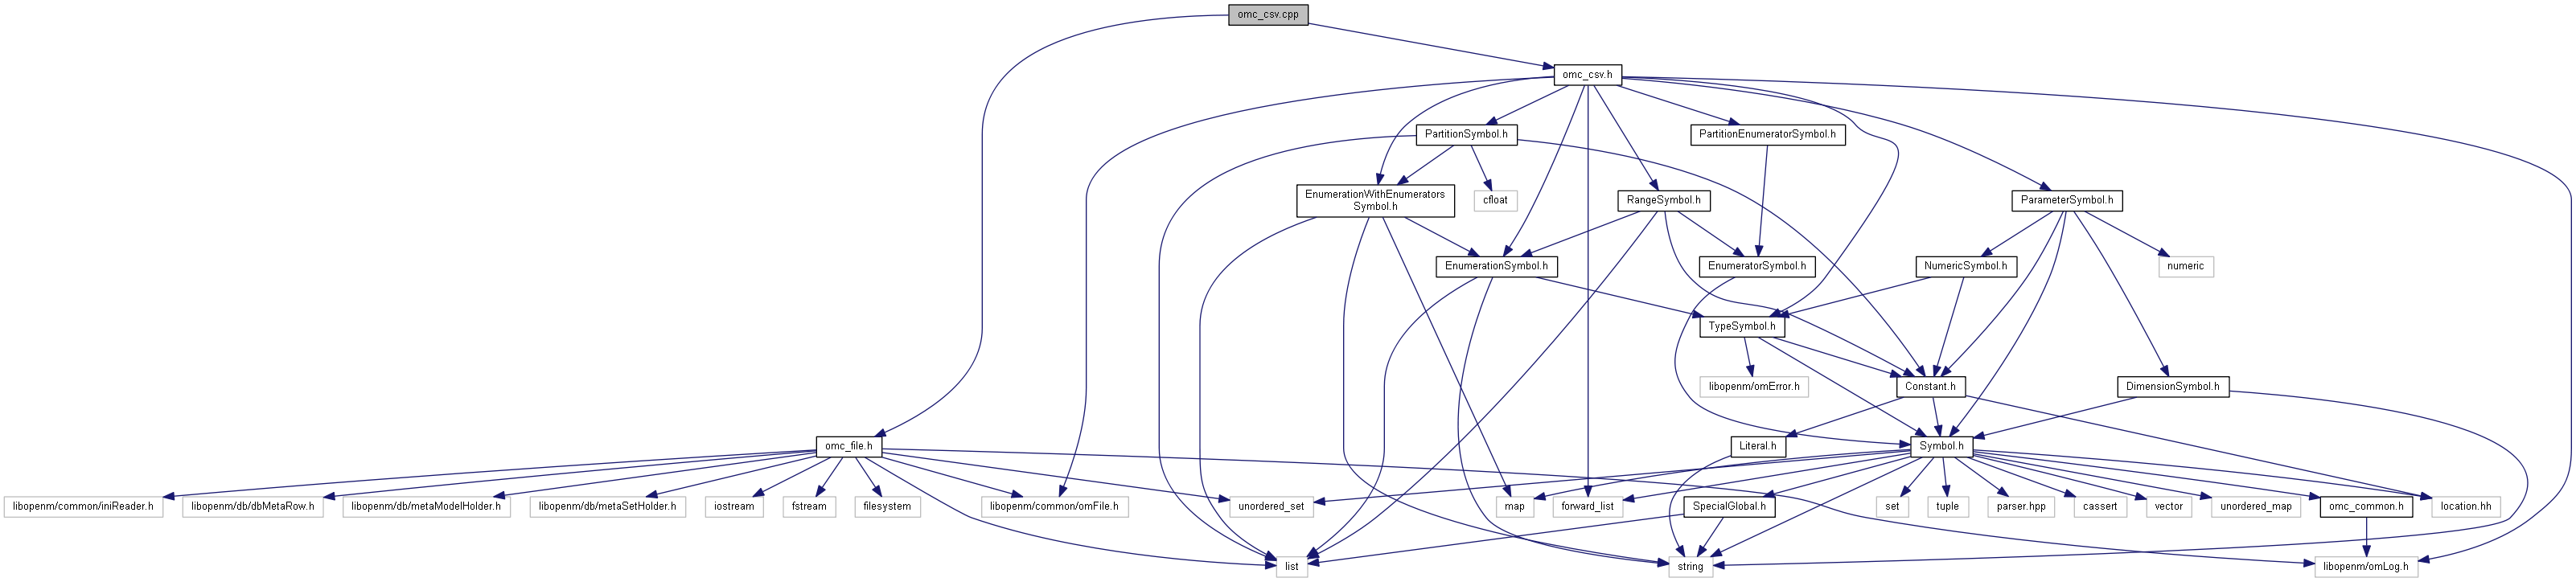 omc_csv.cpp
omc_csv.h
PartitionSymbol.h
PartitionEnumeratorSymbol.h
EnumerationWithEnumerators
Symbol.h
cfloat
RangeSymbol.h
ParameterSymbol.h
EnumerationSymbol.h
EnumeratorSymbol.h
NumericSymbol.h
numeric
TypeSymbol.h
libopenm/omError.h
Constant.h
DimensionSymbol.h
omc_file.h
Literal.h
Symbol.h
libopenm/common/iniReader.h
libopenm/db/dbMetaRow.h
libopenm/db/metaModelHolder.h
libopenm/db/metaSetHolder.h
iostream
fstream
filesystem
libopenm/common/omFile.h
unordered_set
map
forward_list
SpecialGlobal.h
set
tuple
parser.hpp
cassert
vector
unordered_map
omc_common.h
location.hh
list
string
libopenm/omLog.h